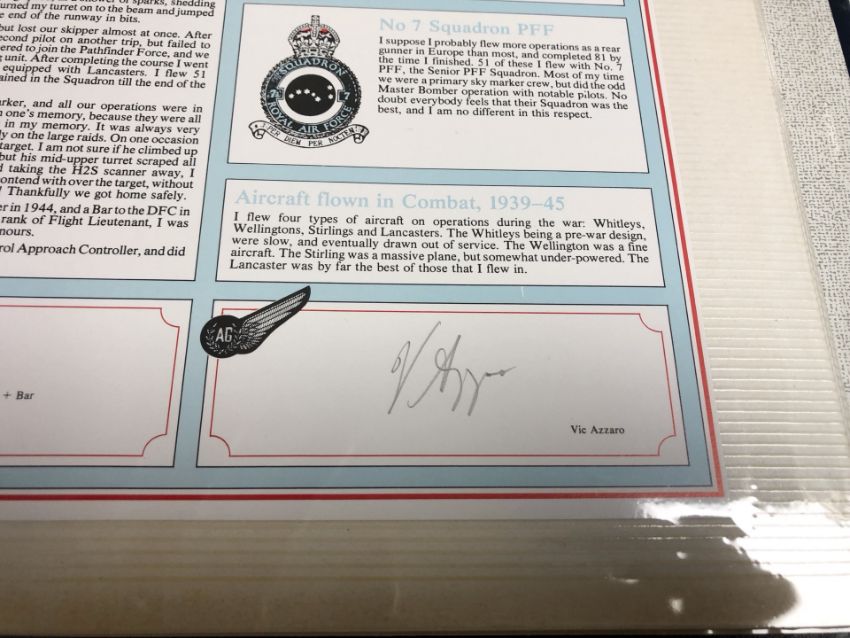 shower of sparks, shedding
turned my turret on to the beam and jumped
e end of the runway in bits.
but lost our skipper almost at once. After
second pilot on another trip, but failed to
ered to join the Pathfinder Force, and we
g unit. After completing the course I went
equipped with Lancasters. I flew 51
ained in the Squadron till the end of the
arker, and all our operations were in
n one's memory, because they were all
in my memory. It was always very
ly on the large raids. On one occasion
target. I am not sure if he climbed up
but his mid-upper turret scraped all
d taking the H2S scanner away, I
contend with over the target, without
! Thankfully we got home safely.
er in 1944, and a Bar to the DFC in
rank of Flight Lieutenant, I was
nours.
rol Approach Controller, and did
+ Bar
SQUADRON
7
ROYAL AIR FORCE
PER DIEM PER NOCTEM
No 7 Squadron PFF
I suppose I probably flew more operations as a rear
gunner in Europe than most, and completed 81 by
the time I finished. 51 of these I flew with No. 7
PFF, the Senior PFF Squadron. Most of my time
we were a primary sky marker crew, but did the odd
Master Bomber operation with notable pilots. No
doubt everybody feels that their Squadron was the
best, and I am no different in this respect.
Aircraft flown in Combat, 1939–45
I flew four types of aircraft on operations during the war: Whitleys,
Wellingtons, Stirlings and Lancasters. The Whitleys being a pre-war design,
were slow, and eventually drawn out of service. The Wellington was a fine
aircraft. The Stirling was a massive plane, but somewhat under-powered. The
Lancaster was by far the best of those that I flew in.
AG
V Azzaro
Vic Azzaro